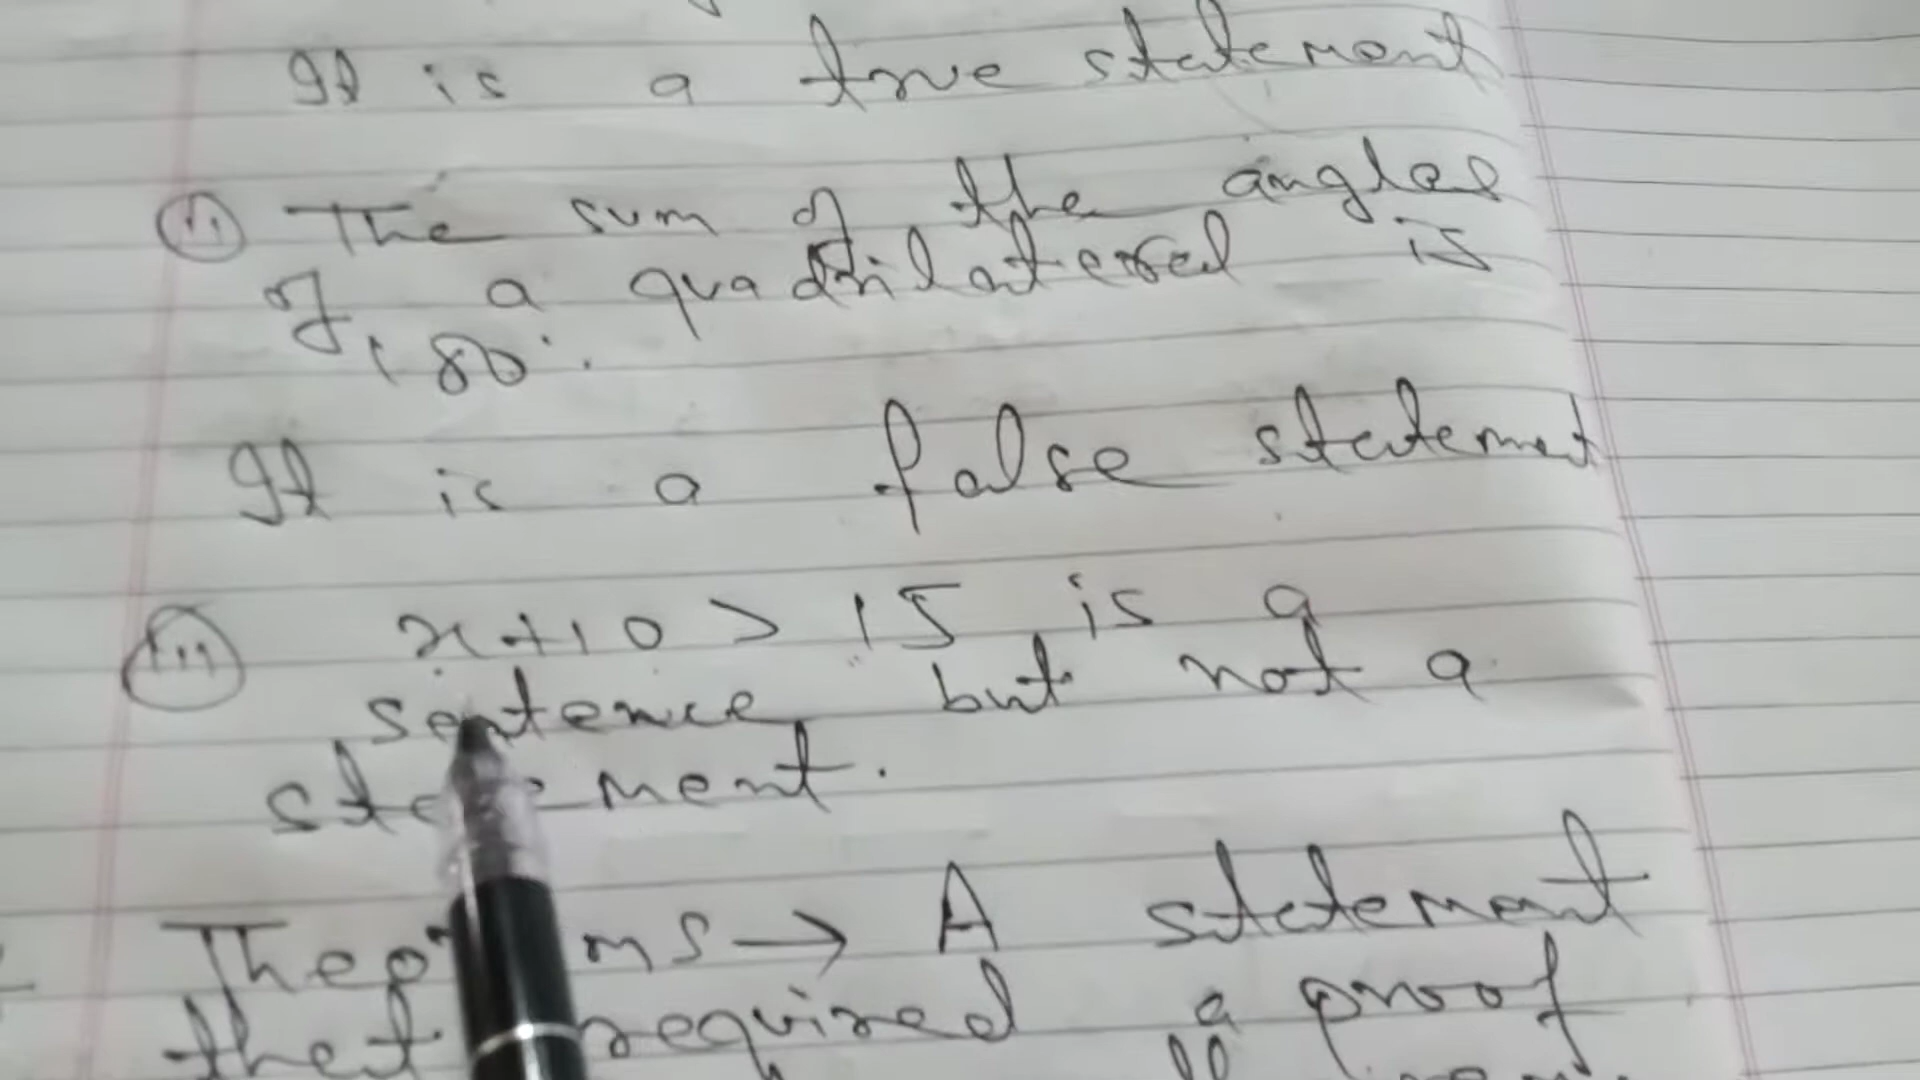 It is a true statement
(ii) The sum of the angles
of a quadrilateral is
180°.
It is a false statement
(iii) x+10 > 15 is a
sentence but not a
statement.
Theorems → A statement
that required a proof